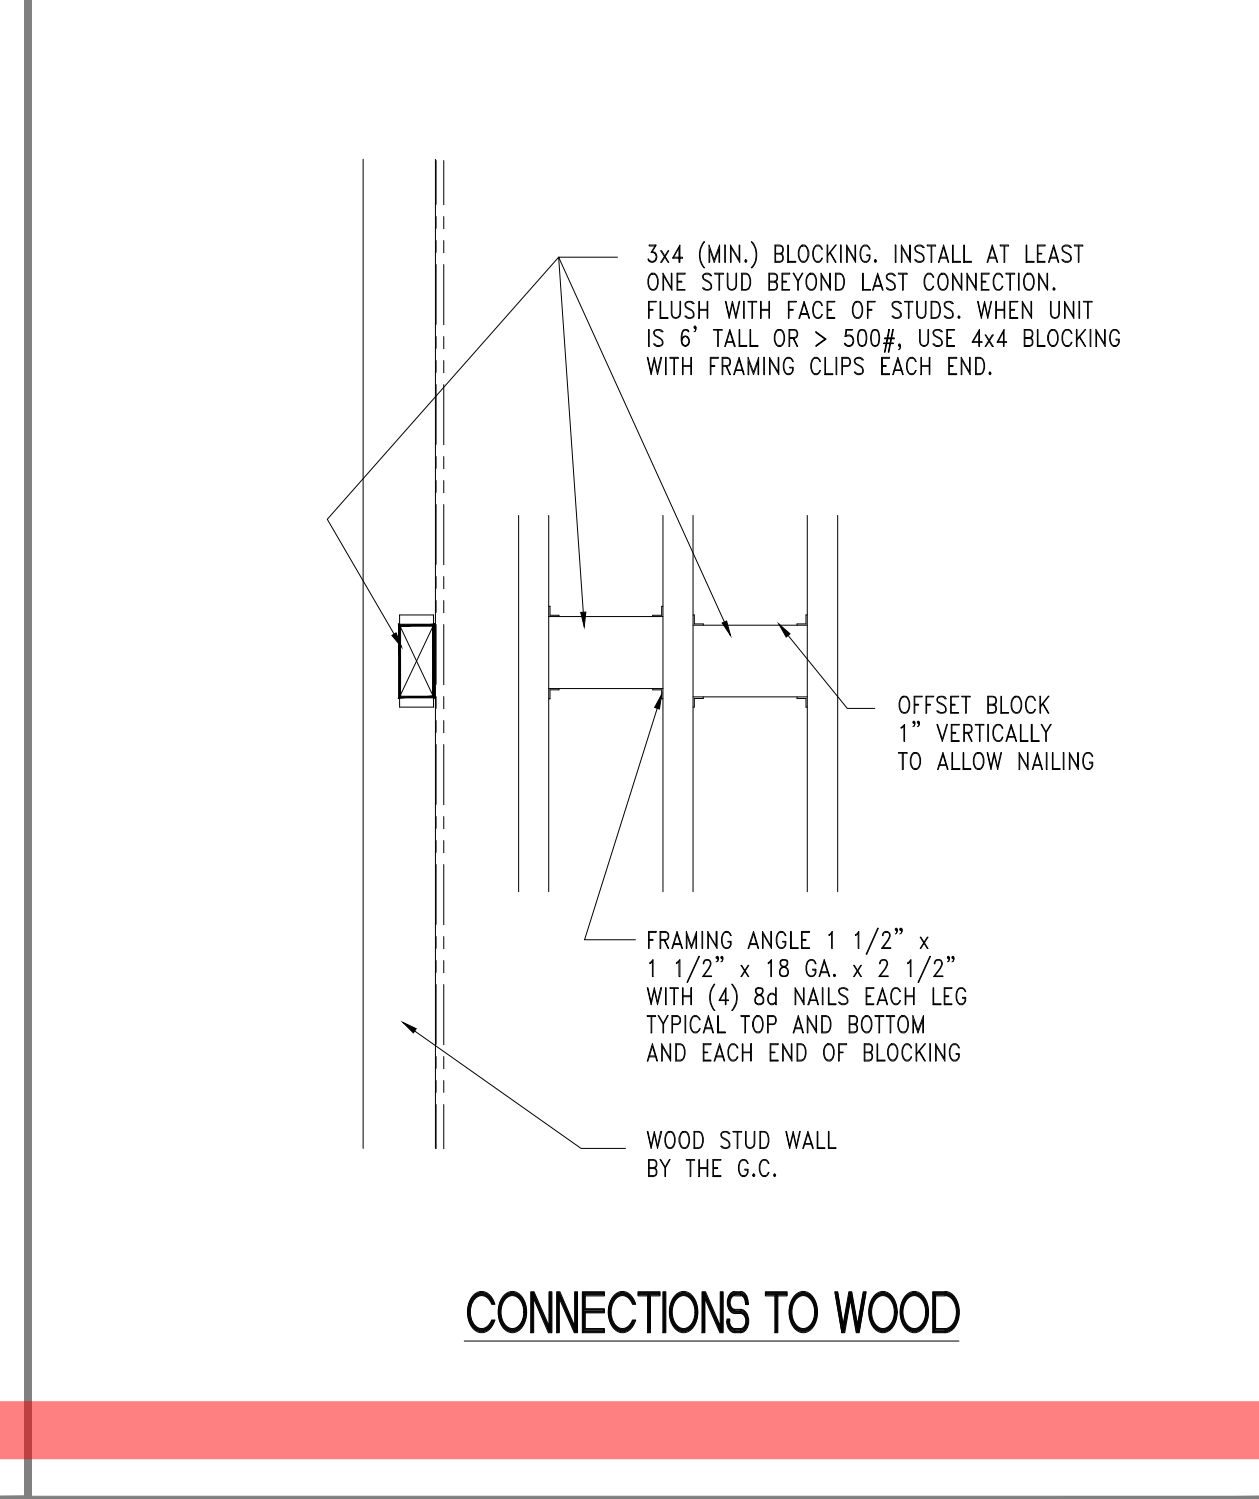 3x4 (MIN.) BLOCKING. INSTALL AT LEAST
ONE STUD BEYOND LAST CONNECTION.
FLUSH WITH FACE OF STUDS. WHEN UNIT
IS 6’ TALL OR > 500#, USE 4x4 BLOCKING
WITH FRAMING CLIPS EACH END.
OFFSET BLOCK
1” VERTICALLY
TO ALLOW NAILING
FRAMING ANGLE 1 1/2” x
1 1/2” x 18 GA. x 2 1/2”
WITH (4) 8d NAILS EACH LEG
TYPICAL TOP AND BOTTOM
AND EACH END OF BLOCKING
WOOD STUD WALL
BY THE G.C.
CONNECTIONS TO WOOD